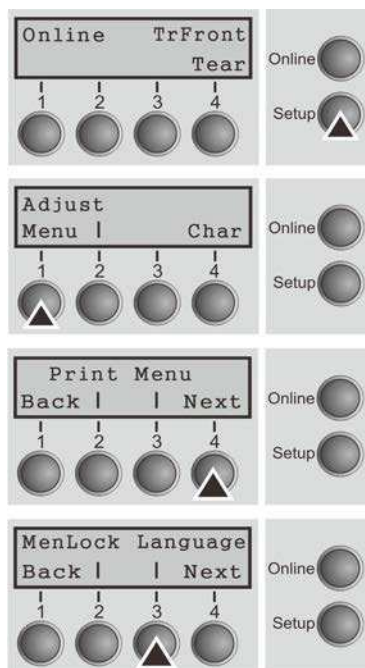 Online TrFront
Tear
1 2 3 4
Online
Setup
Adjust
Menu | Char
1 2 3 4
Online
Setup
Print Menu
Back | | Next
1 2 3 4
Online
Setup
MenLock Language
Back | | Next
1 2 3 4
Online
Setup